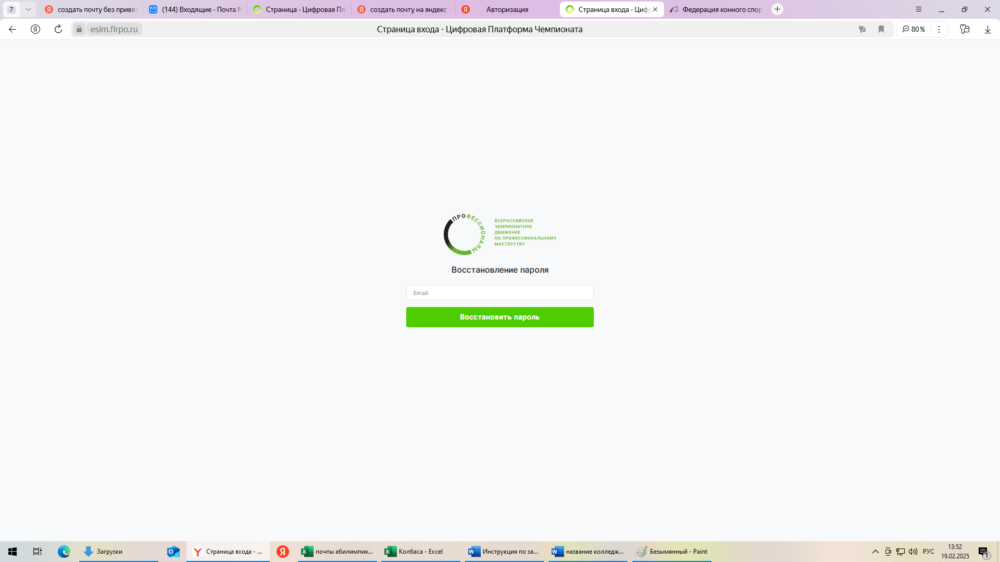 7
создать почту без привяз
(144) Входящие - Почта M
Страница - Цифровая Пл
создать почту на яндекс -
Авторизация
Страница входа - Циф
Федерация конного спор
esim.firpo.ru
Страница входа - Цифровая Платформа Чемпионата
80 %
ПРОФЕССИОНАЛЫ
ВСЕРОССИЙСКОЕ
ЧЕМПИОНАТНОЕ
ДВИЖЕНИЕ
ПО ПРОФЕССИОНАЛЬНОМУ
МАСТЕРСТВУ
Восстановление пароля
Email
Восстановить пароль
Загрузки
Страница входа - ...
почты абилимпик...
Колбаса - Excel
Инструкция по за...
название колледж...
Безымянный - Paint
РУС
13:52
19.02.2025
1